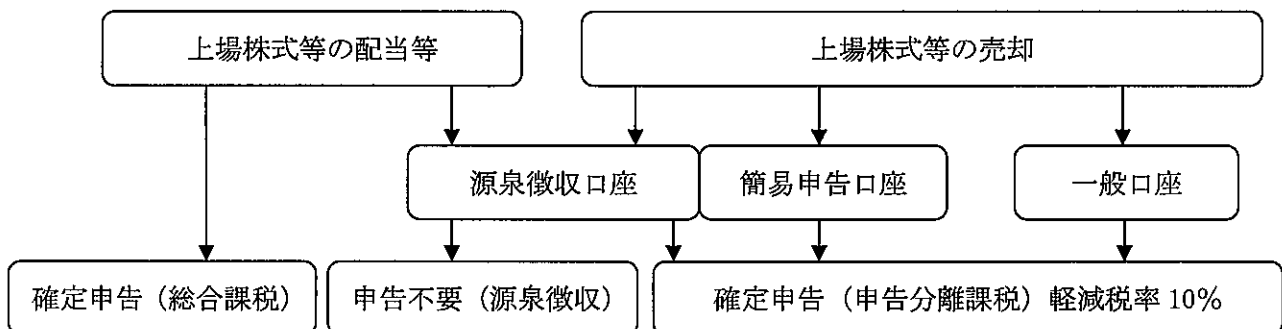 上場株式等の配当等
上場株式等の売却
源泉徴収口座
簡易申告口座
一般口座
確定申告（総合課税）
申告不要（源泉徴収）
確定申告（申告分離課税）軽減税率 10％